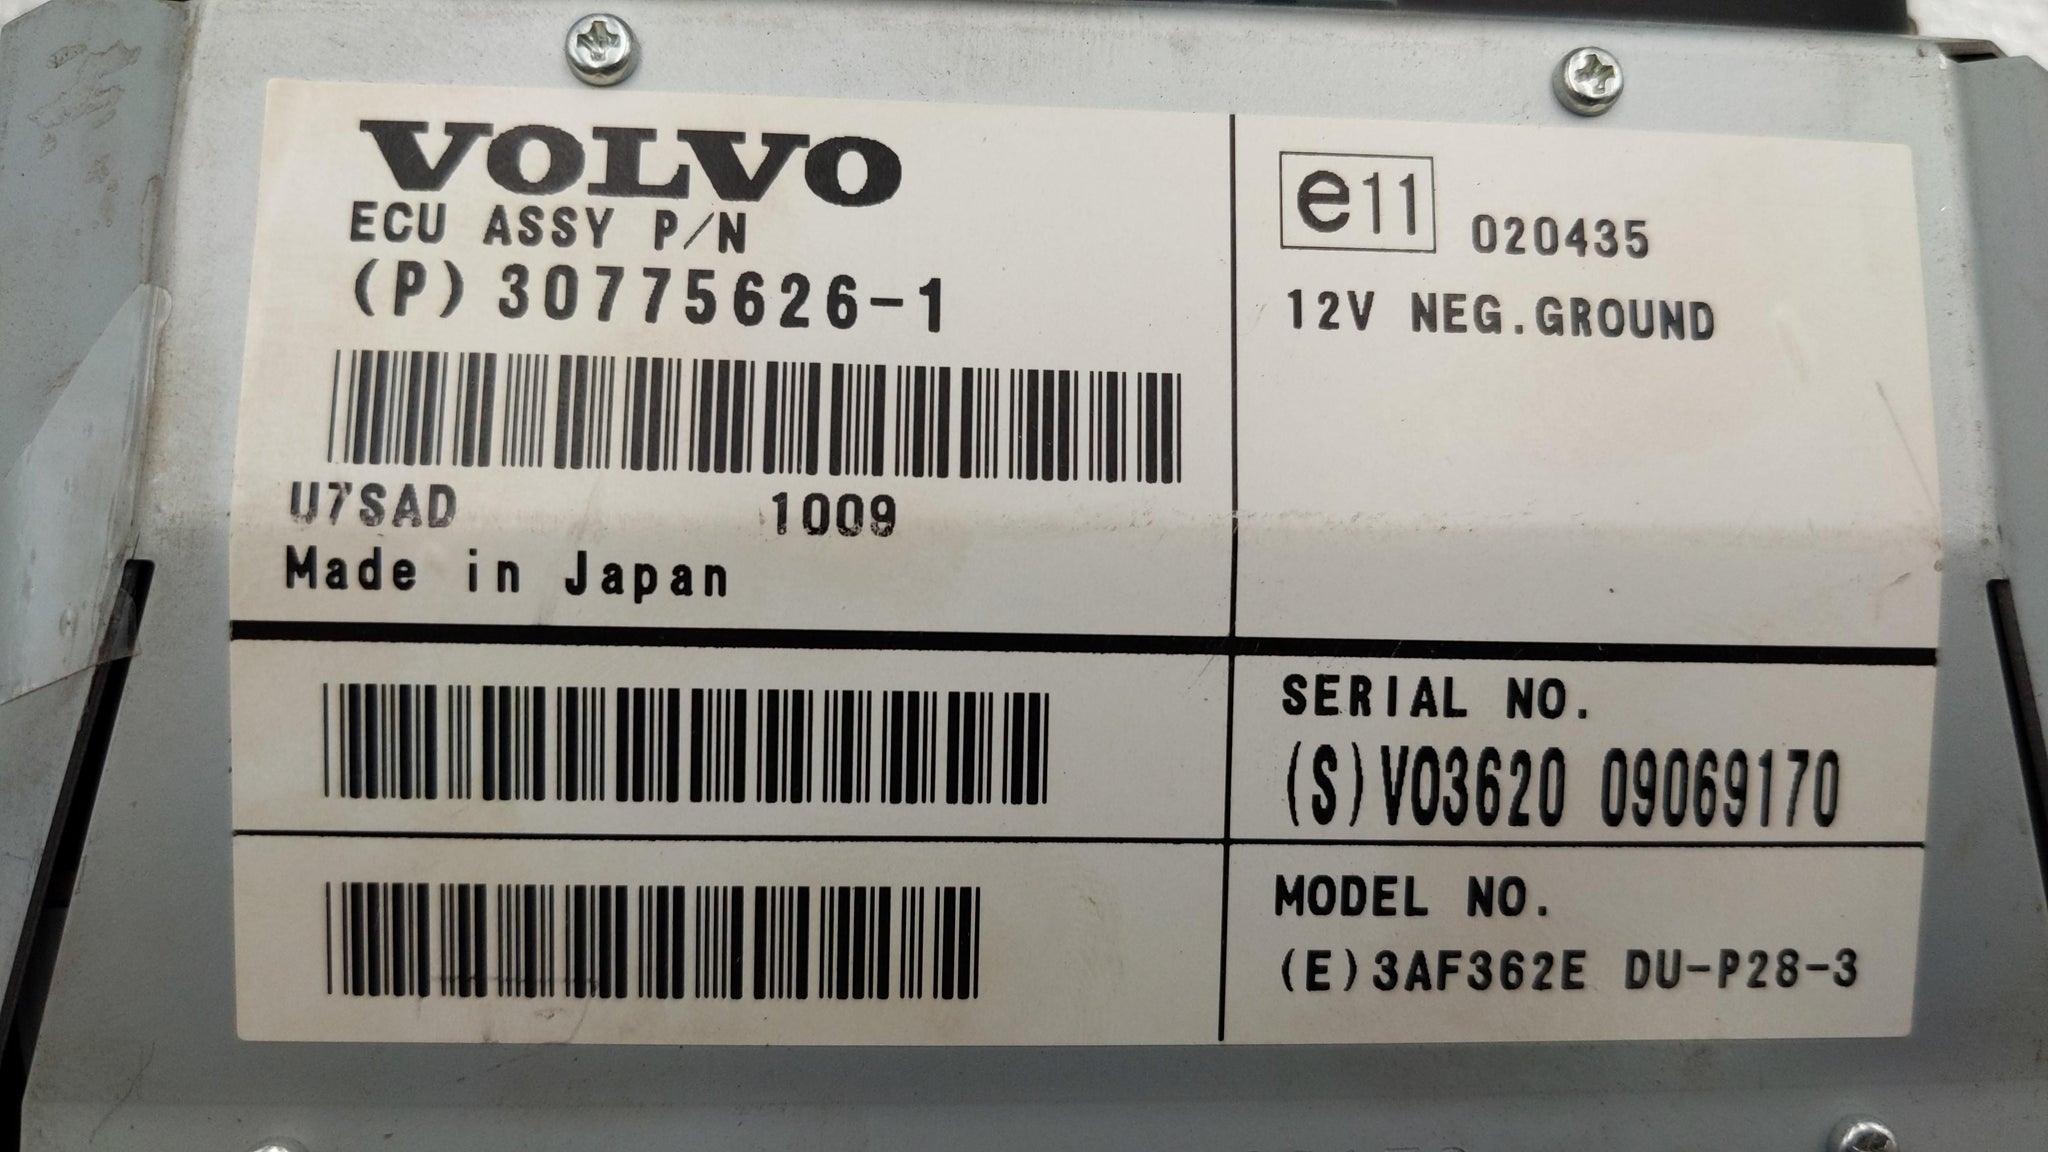 VOLVO
ECU ASSY P/N
(P)30775626-1
U7SAD 1009
Made in Japan
e11 020435
12V NEG.GROUND
SERIAL NO.
(S)VO3620 09069170
MODEL NO.
(E)3AF362E DU-P28-3